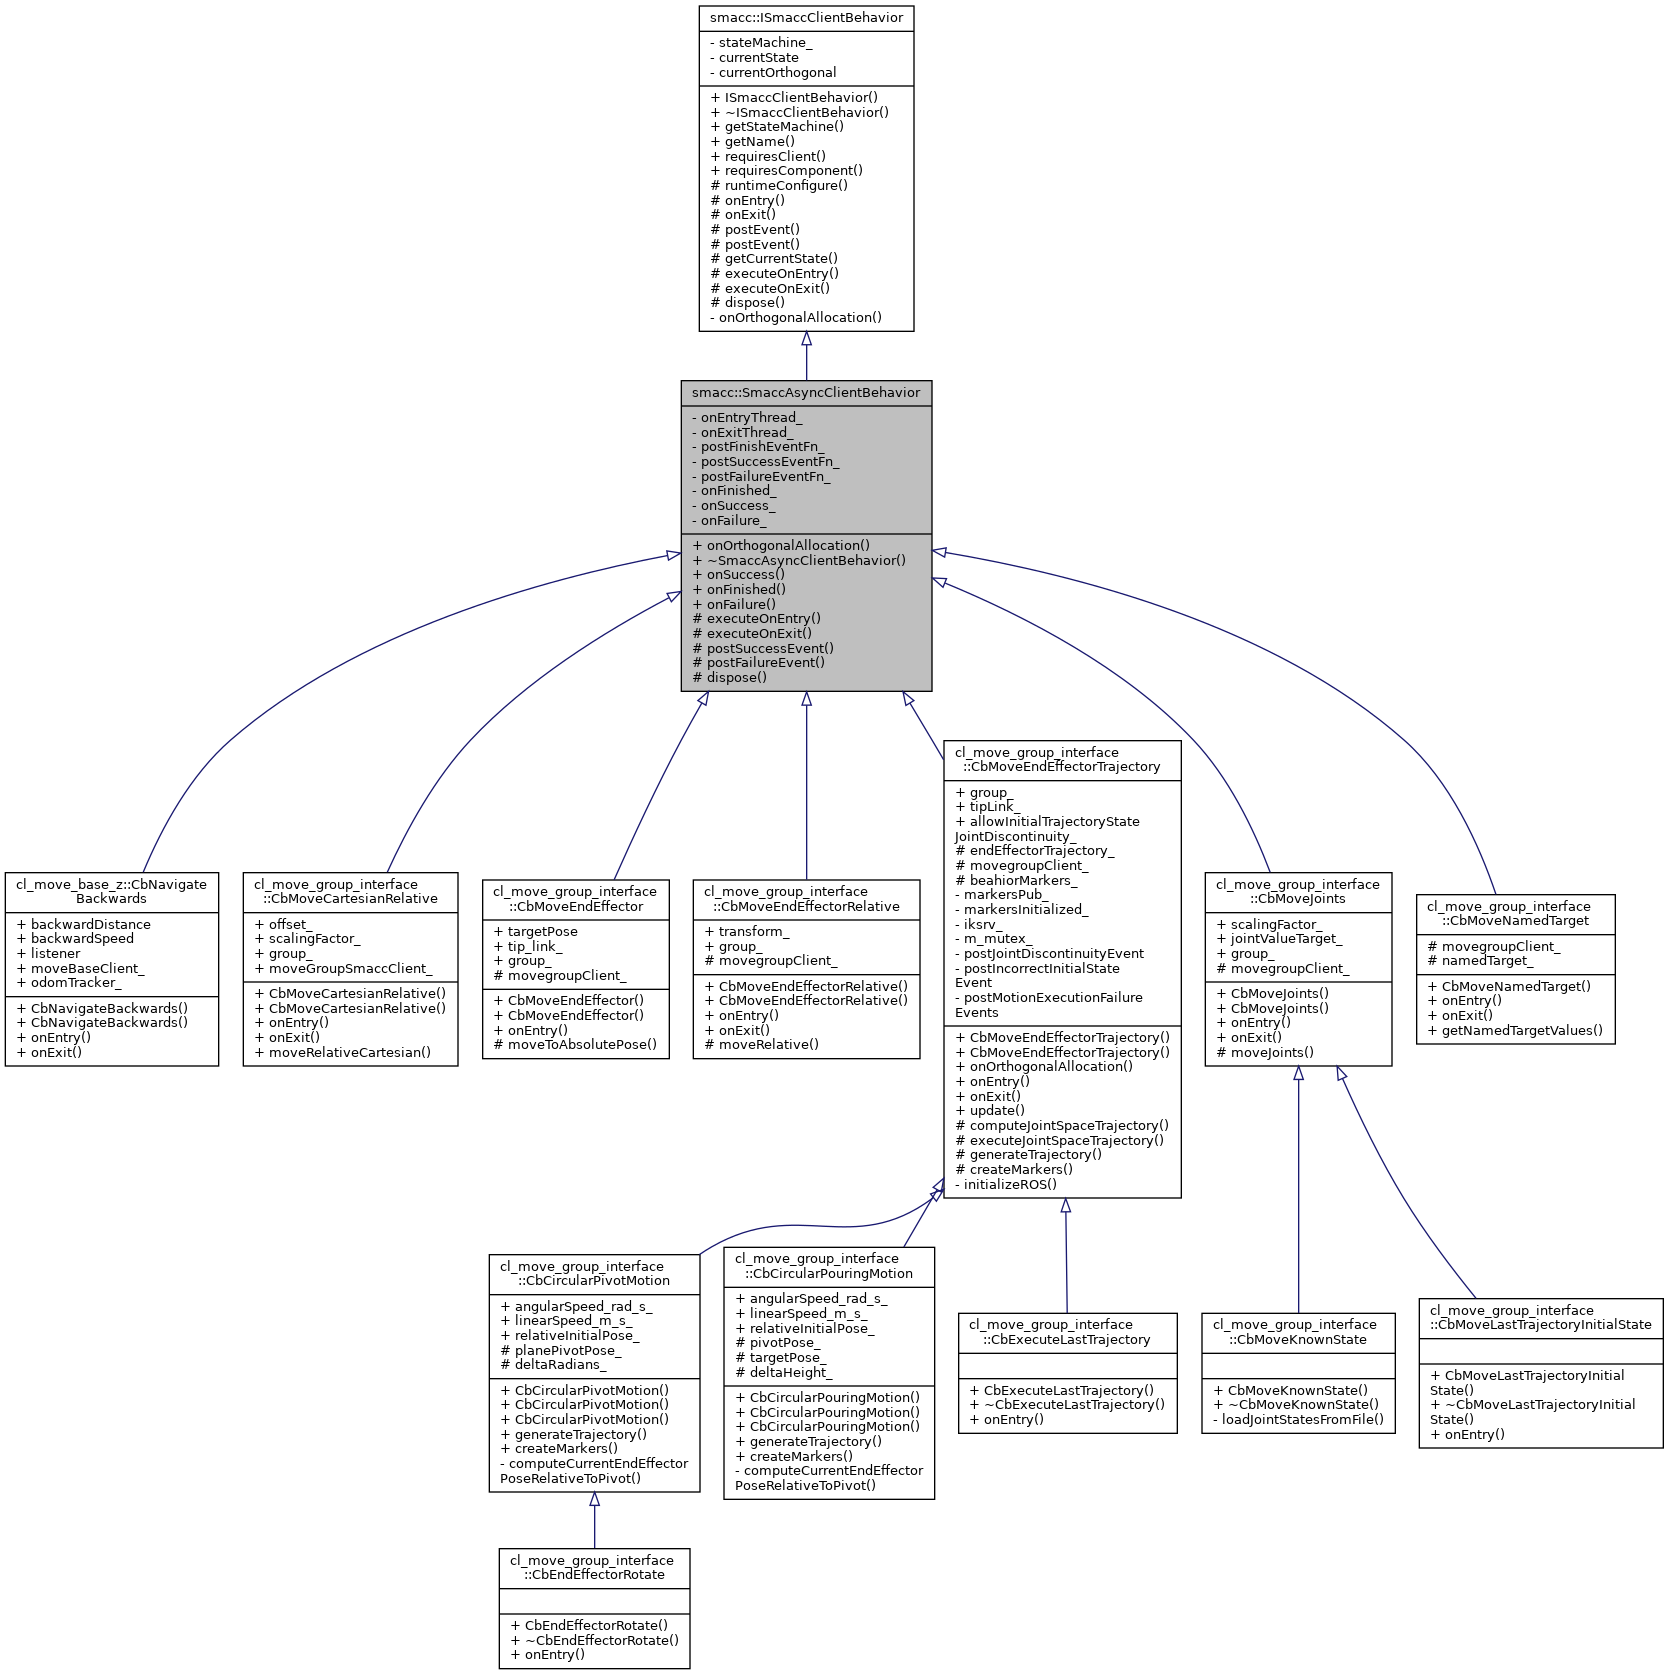 smacc::ISmaccClientBehavior
- stateMachine_
- currentState
- currentOrthogonal
+ ISmaccClientBehavior()
+ ~ISmaccClientBehavior()
+ getStateMachine()
+ getName()
+ requiresClient()
+ requiresComponent()
# runtimeConfigure()
# onEntry()
# onExit()
# postEvent()
# postEvent()
# getCurrentState()
# executeOnEntry()
# executeOnExit()
# dispose()
- onOrthogonalAllocation()
smacc::SmaccAsyncClientBehavior
- onEntryThread_
- onExitThread_
- postFinishEventFn_
- postSuccessEventFn_
- postFailureEventFn_
- onFinished_
- onSuccess_
- onFailure_
+ onOrthogonalAllocation()
+ ~SmaccAsyncClientBehavior()
+ onSuccess()
+ onFinished()
+ onFailure()
# executeOnEntry()
# executeOnExit()
# postSuccessEvent()
# postFailureEvent()
# dispose()
cl_move_base_z::CbNavigate
Backwards
+ backwardDistance
+ backwardSpeed
+ listener
+ moveBaseClient_
+ odomTracker_
+ CbNavigateBackwards()
+ CbNavigateBackwards()
+ onEntry()
+ onExit()
cl_move_group_interface
::CbMoveCartesianRelative
+ offset_
+ scalingFactor_
+ group_
+ moveGroupSmaccClient_
+ CbMoveCartesianRelative()
+ CbMoveCartesianRelative()
+ onEntry()
+ onExit()
+ moveRelativeCartesian()
cl_move_group_interface
::CbMoveEndEffector
+ targetPose
+ tip_link_
+ group_
# movegroupClient_
+ CbMoveEndEffector()
+ CbMoveEndEffector()
+ onEntry()
# moveToAbsolutePose()
cl_move_group_interface
::CbMoveEndEffectorRelative
+ transform_
+ group_
# movegroupClient_
+ CbMoveEndEffectorRelative()
+ CbMoveEndEffectorRelative()
+ onEntry()
+ onExit()
# moveRelative()
cl_move_group_interface
::CbMoveEndEffectorTrajectory
+ group_
+ tipLink_
+ allowInitialTrajectoryState
JointDiscontinuity_
# endEffectorTrajectory_
# movegroupClient_
# beahiorMarkers_
- markersPub_
- markersInitialized_
- iksrv_
- m_mutex_
- postJointDiscontinuityEvent
- postIncorrectInitialState
Event
- postMotionExecutionFailure
Events
+ CbMoveEndEffectorTrajectory()
+ CbMoveEndEffectorTrajectory()
+ onOrthogonalAllocation()
+ onEntry()
+ onExit()
+ update()
# computeJointSpaceTrajectory()
# executeJointSpaceTrajectory()
# generateTrajectory()
# createMarkers()
- initializeROS()
cl_move_group_interface
::CbMoveJoints
+ scalingFactor_
+ jointValueTarget_
+ group_
# movegroupClient_
+ CbMoveJoints()
+ CbMoveJoints()
+ onEntry()
+ onExit()
# moveJoints()
cl_move_group_interface
::CbMoveNamedTarget
# movegroupClient_
# namedTarget_
+ CbMoveNamedTarget()
+ onEntry()
+ onExit()
+ getNamedTargetValues()
cl_move_group_interface
::CbCircularPivotMotion
+ angularSpeed_rad_s_
+ linearSpeed_m_s_
+ relativeInitialPose_
# planePivotPose_
# deltaRadians_
+ CbCircularPivotMotion()
+ CbCircularPivotMotion()
+ CbCircularPivotMotion()
+ generateTrajectory()
+ createMarkers()
- computeCurrentEndEffector
PoseRelativeToPivot()
cl_move_group_interface
::CbCircularPouringMotion
+ angularSpeed_rad_s_
+ linearSpeed_m_s_
+ relativeInitialPose_
# pivotPose_
# targetPose_
# deltaHeight_
+ CbCircularPouringMotion()
+ CbCircularPouringMotion()
+ CbCircularPouringMotion()
+ generateTrajectory()
+ createMarkers()
- computeCurrentEndEffector
PoseRelativeToPivot()
cl_move_group_interface
::CbExecuteLastTrajectory
+ CbExecuteLastTrajectory()
+ ~CbExecuteLastTrajectory()
+ onEntry()
cl_move_group_interface
::CbMoveKnownState
+ CbMoveKnownState()
+ ~CbMoveKnownState()
- loadJointStatesFromFile()
cl_move_group_interface
::CbMoveLastTrajectoryInitialState
+ CbMoveLastTrajectoryInitial
State()
+ ~CbMoveLastTrajectoryInitial
State()
+ onEntry()
cl_move_group_interface
::CbEndEffectorRotate
+ CbEndEffectorRotate()
+ ~CbEndEffectorRotate()
+ onEntry()